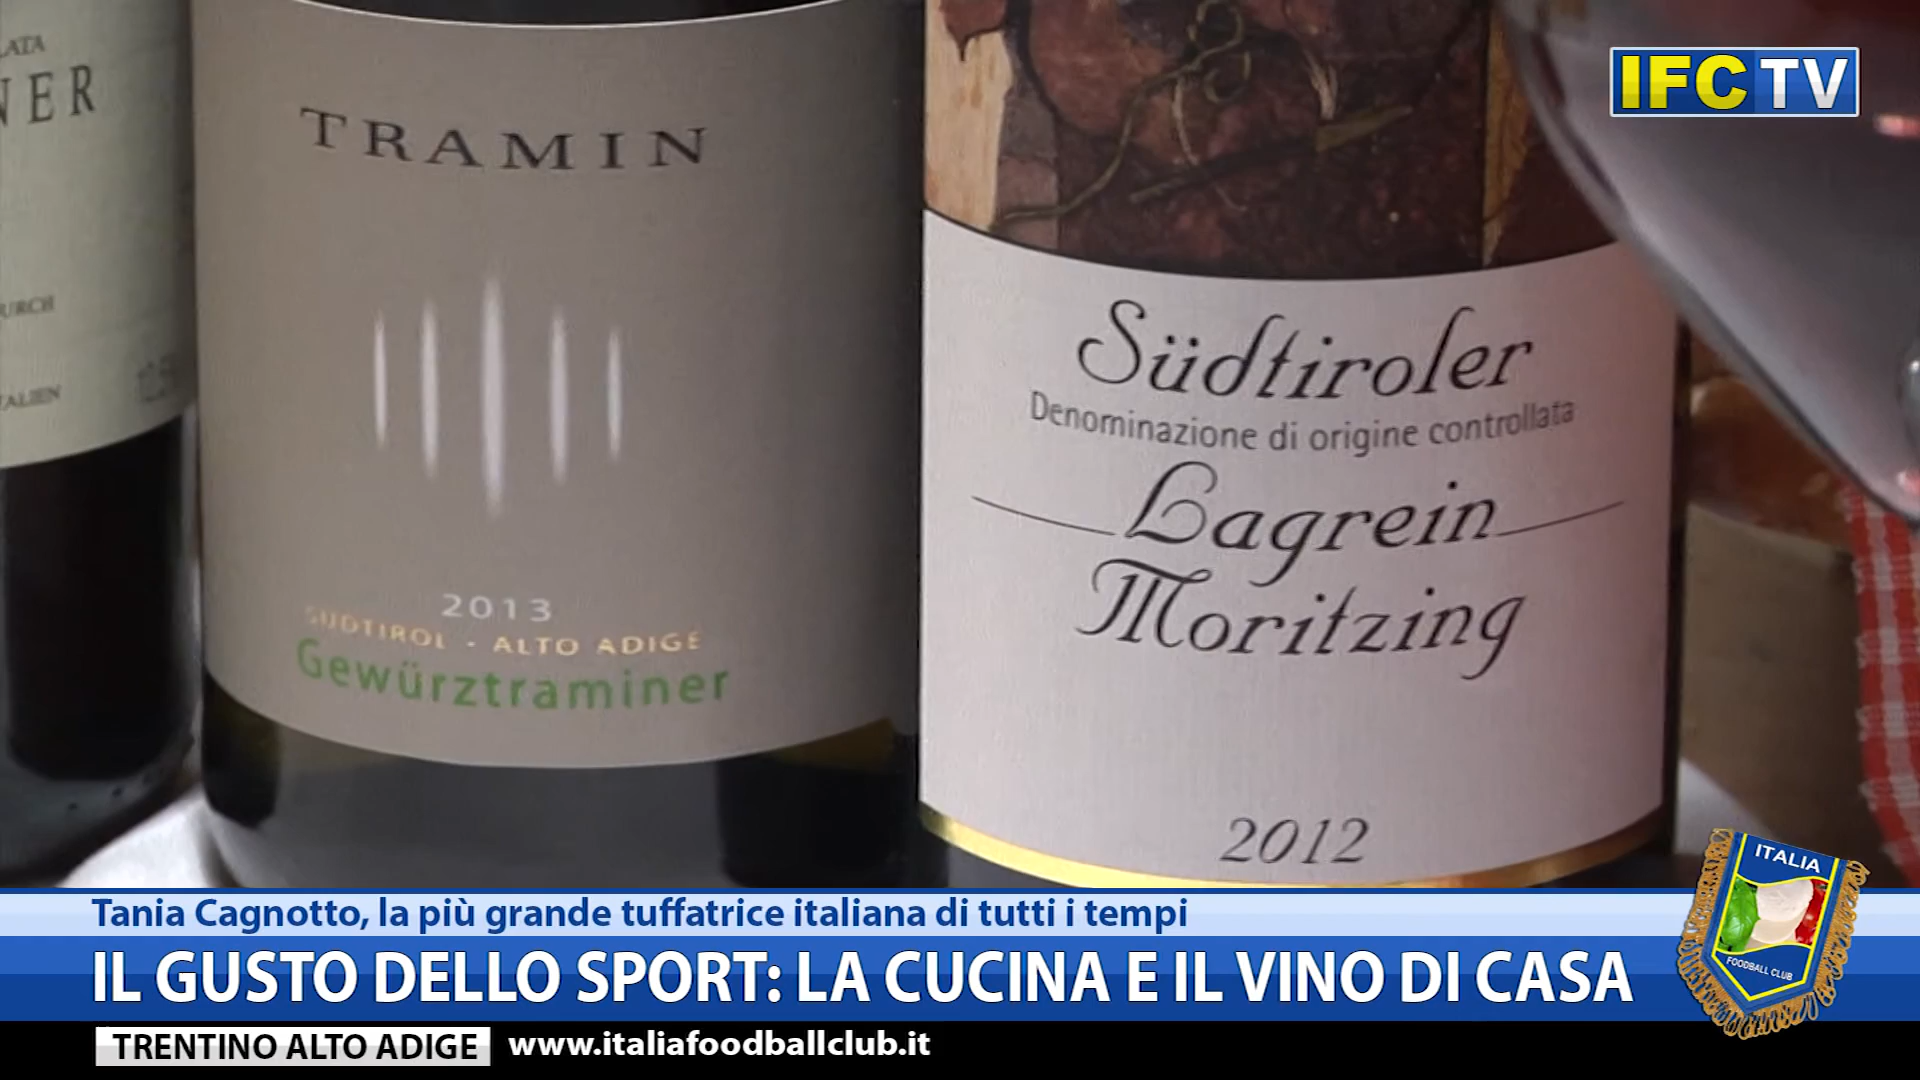 IFC TV
TRAMIN
2013
SÜDTIROL - ALTO ADIGE
Gewürztraminer
Südtiroler
Denominazione di origine controllata
Lagrein
Moritzing
2012
ITALIA
FOODBALL CLUB
Tania Cagnotto, la più grande tuffatrice italiana di tutti i tempi
IL GUSTO DELLO SPORT: LA CUCINA E IL VINO DI CASA
TRENTINO ALTO ADIGE
www.italiafoodballclub.it